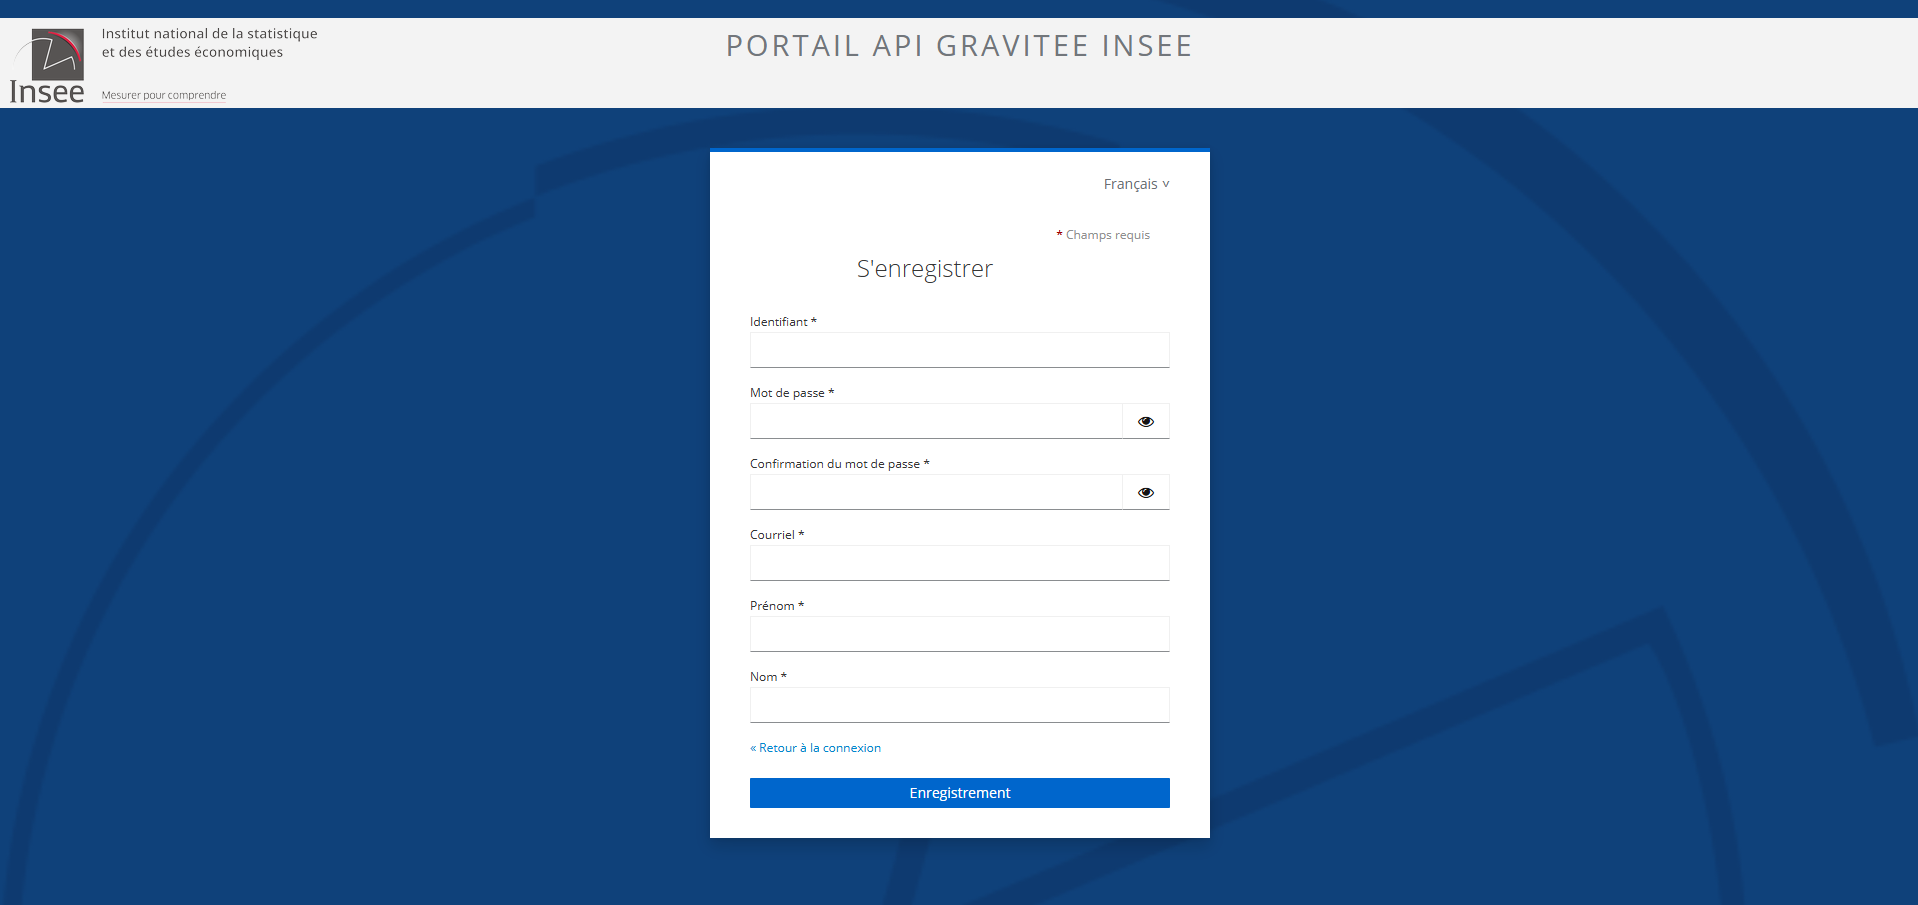 Institut national de la statistique
et des études économiques
Insee
Mesurer pour comprendre
PORTAIL API GRAVITEE INSEE
Français
* Champs requis
S'enregistrer
Identifiant *
Mot de passe *
Confirmation du mot de passe *
Courriel *
Prénom *
Nom *
« Retour à la connexion
Enregistrement